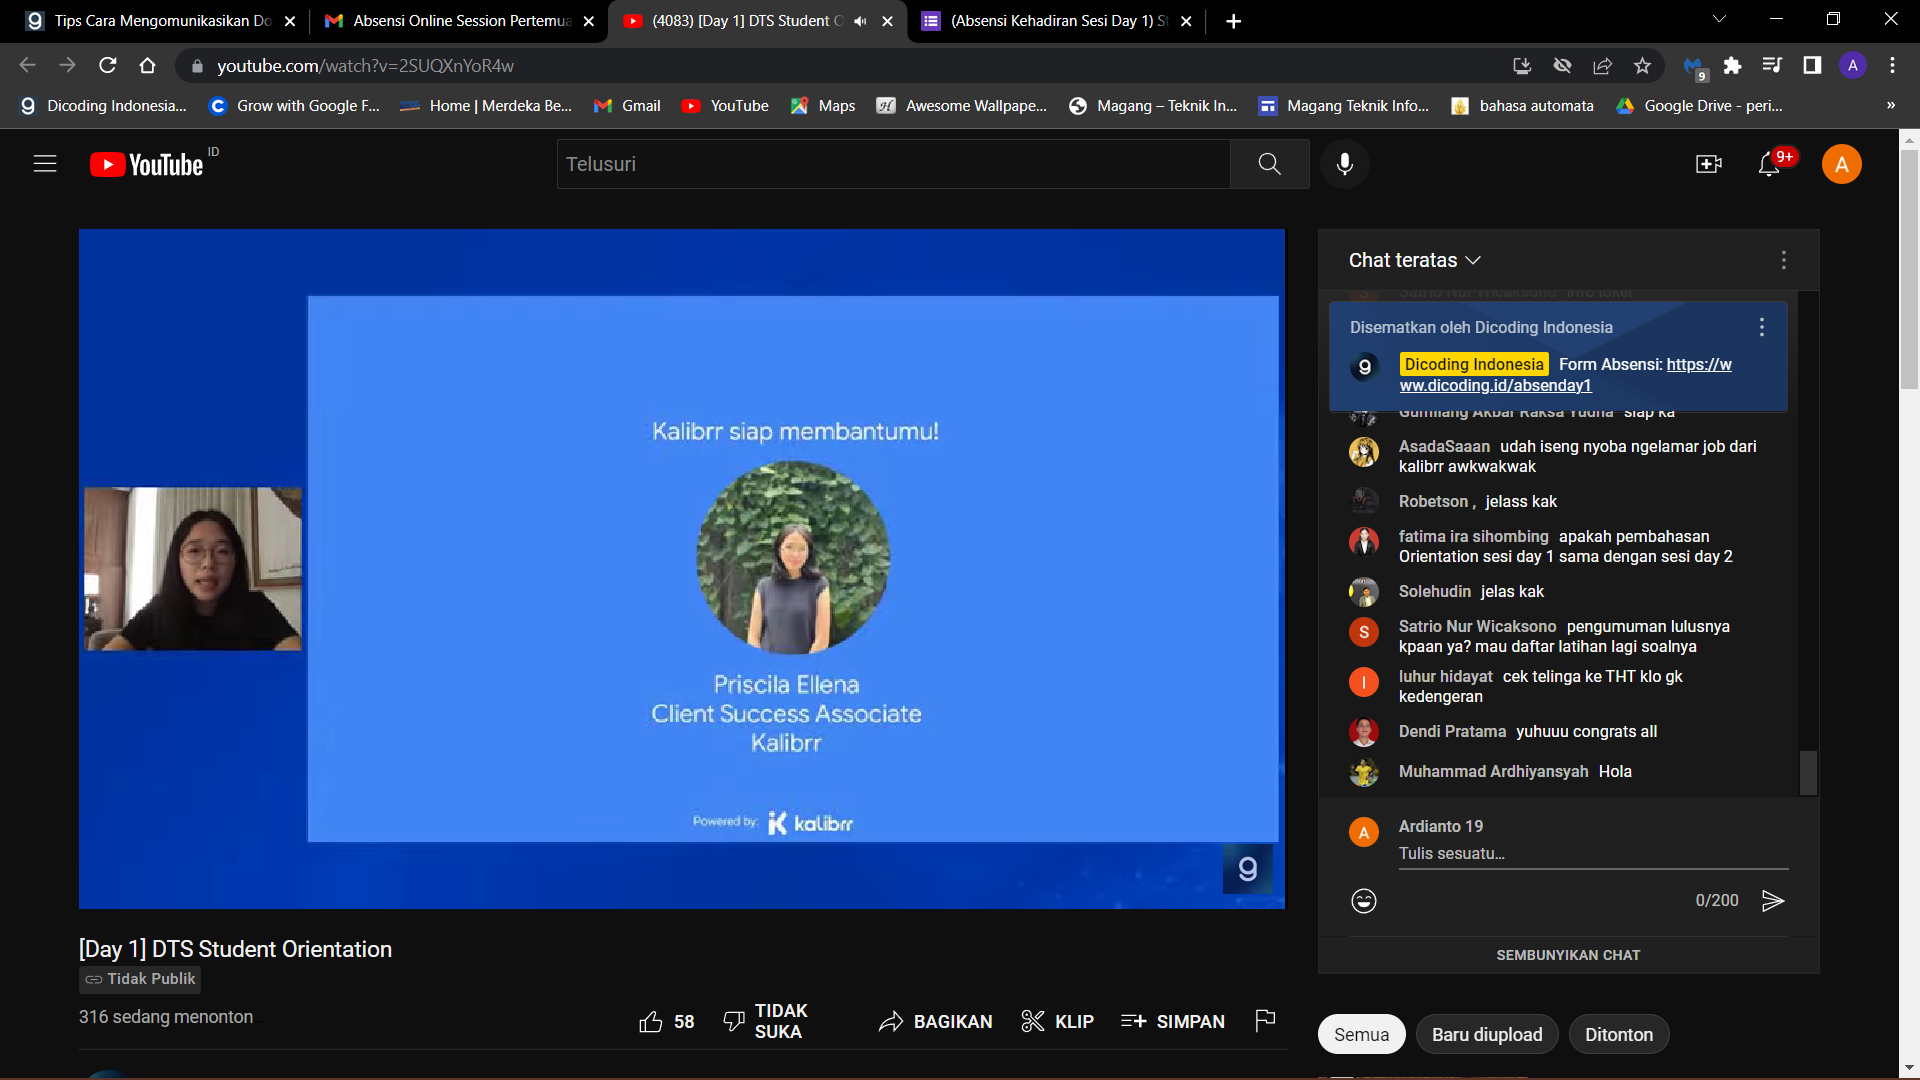 Tips Cara Mengomunikasikan Do
Absensi Online Session Pertemua
(4083) [Day 1] DTS Student O
(Absensi Kehadiran Sesi Day 1) St
youtube.com/watch?v=2SUQXnYoR4w
9
A
Dicoding Indonesia...
Grow with Google F...
Home | Merdeka Be...
Gmail
YouTube
Maps
Awesome Wallpape...
Magang – Teknik In...
Magang Teknik Info...
bahasa automata
Google Drive - peri...
»
YouTube ID
Telusuri
9+
A
Kalibrr siap membantumu!
Priscila Ellena
Client Success Associate
Kalibrr
Powered by: kalibrr
[Day 1] DTS Student Orientation
Tidak Publik
316 sedang menonton
58
TIDAK
SUKA
BAGIKAN
KLIP
SIMPAN
Chat teratas
Satrio Nur Wicaksono info loker
Disematkan oleh Dicoding Indonesia
Dicoding Indonesia Form Absensi: https://w
ww.dicoding.id/absenday1
Gumilang Akbar Raksa Yudha siap ka
AsadaSaaan udah iseng nyoba ngelamar job dari
kalibrr awkwakwak
Robetson , jelass kak
fatima ira sihombing apakah pembahasan
Orientation sesi day 1 sama dengan sesi day 2
Solehudin jelas kak
S
Satrio Nur Wicaksono pengumuman lulusnya
kpaan ya? mau daftar latihan lagi soalnya
l
luhur hidayat cek telinga ke THT klo gk
kedengeran
Dendi Pratama yuhuuu congrats all
Muhammad Ardhiyansyah Hola
A
Ardianto 19
Tulis sesuatu...
0/200
SEMBUNYIKAN CHAT
Semua
Baru diupload
Ditonton